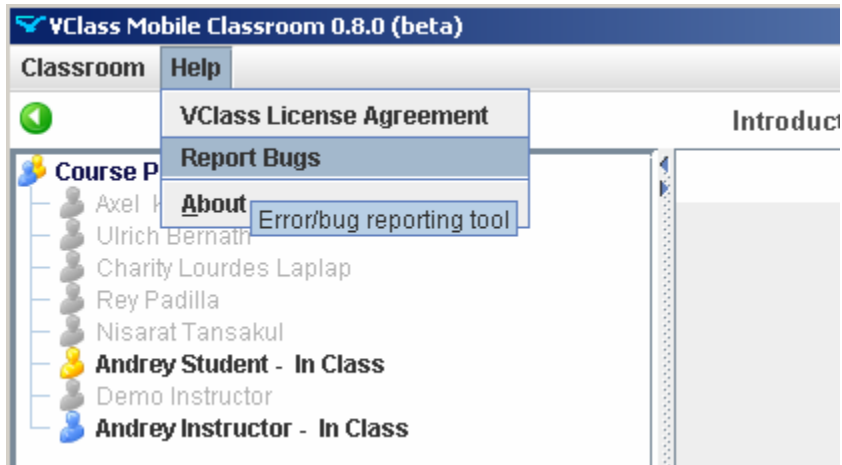 VClass Mobile Classroom 0.8.0 (beta)
Classroom Help
VClass License Agreement
Introduct
Report Bugs
Course P
About
Error/bug reporting tool
Axel
Ulrich Bernath
Charity Lourdes Laplap
Rey Padilla
Nisarat Tansakul
Andrey Student - In Class
Demo Instructor
Andrey Instructor - In Class